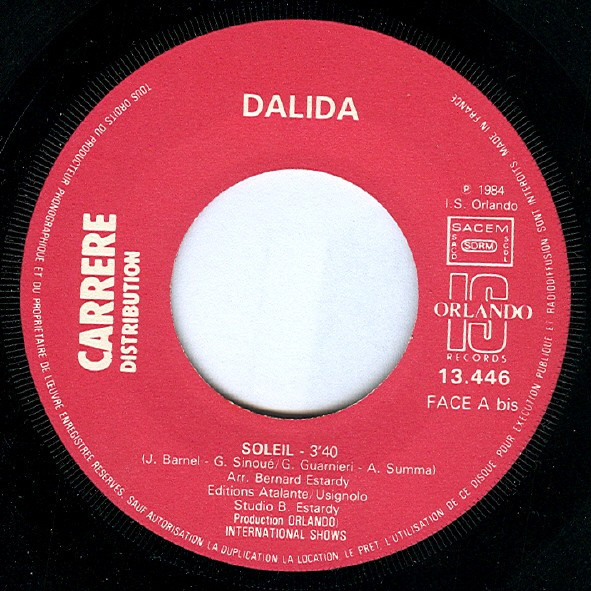 DALIDA
CARRERE
DISTRIBUTION
℗ 1984
I.S. Orlando
SACEM
SACD
SDRM
SGDL
IS
ORLANDO
RECORDS
13.446
FACE A bis
SOLEIL - 3'40
(J. Barnel - G. Sinoué/G. Guarnieri - A. Summa)
Arr. Bernard Estardy
Editions Atalante/Usignolo
Studio B. Estardy
Production ORLANDO/
INTERNATIONAL SHOWS
TOUS DROITS DU PRODUCTEUR PHONOGRAPHIQUE ET DU PROPRIETAIRE DE L'ŒUVRE ENREGISTREE RESERVES. SAUF AUTORISATION LA DUPLICATION, LA LOCATION, LE PRET, L'UTILISATION DE CE DISQUE POUR EXECUTION PUBLIQUE ET RADIODIFFUSION SONT INTERDITS. MADE IN FRANCE